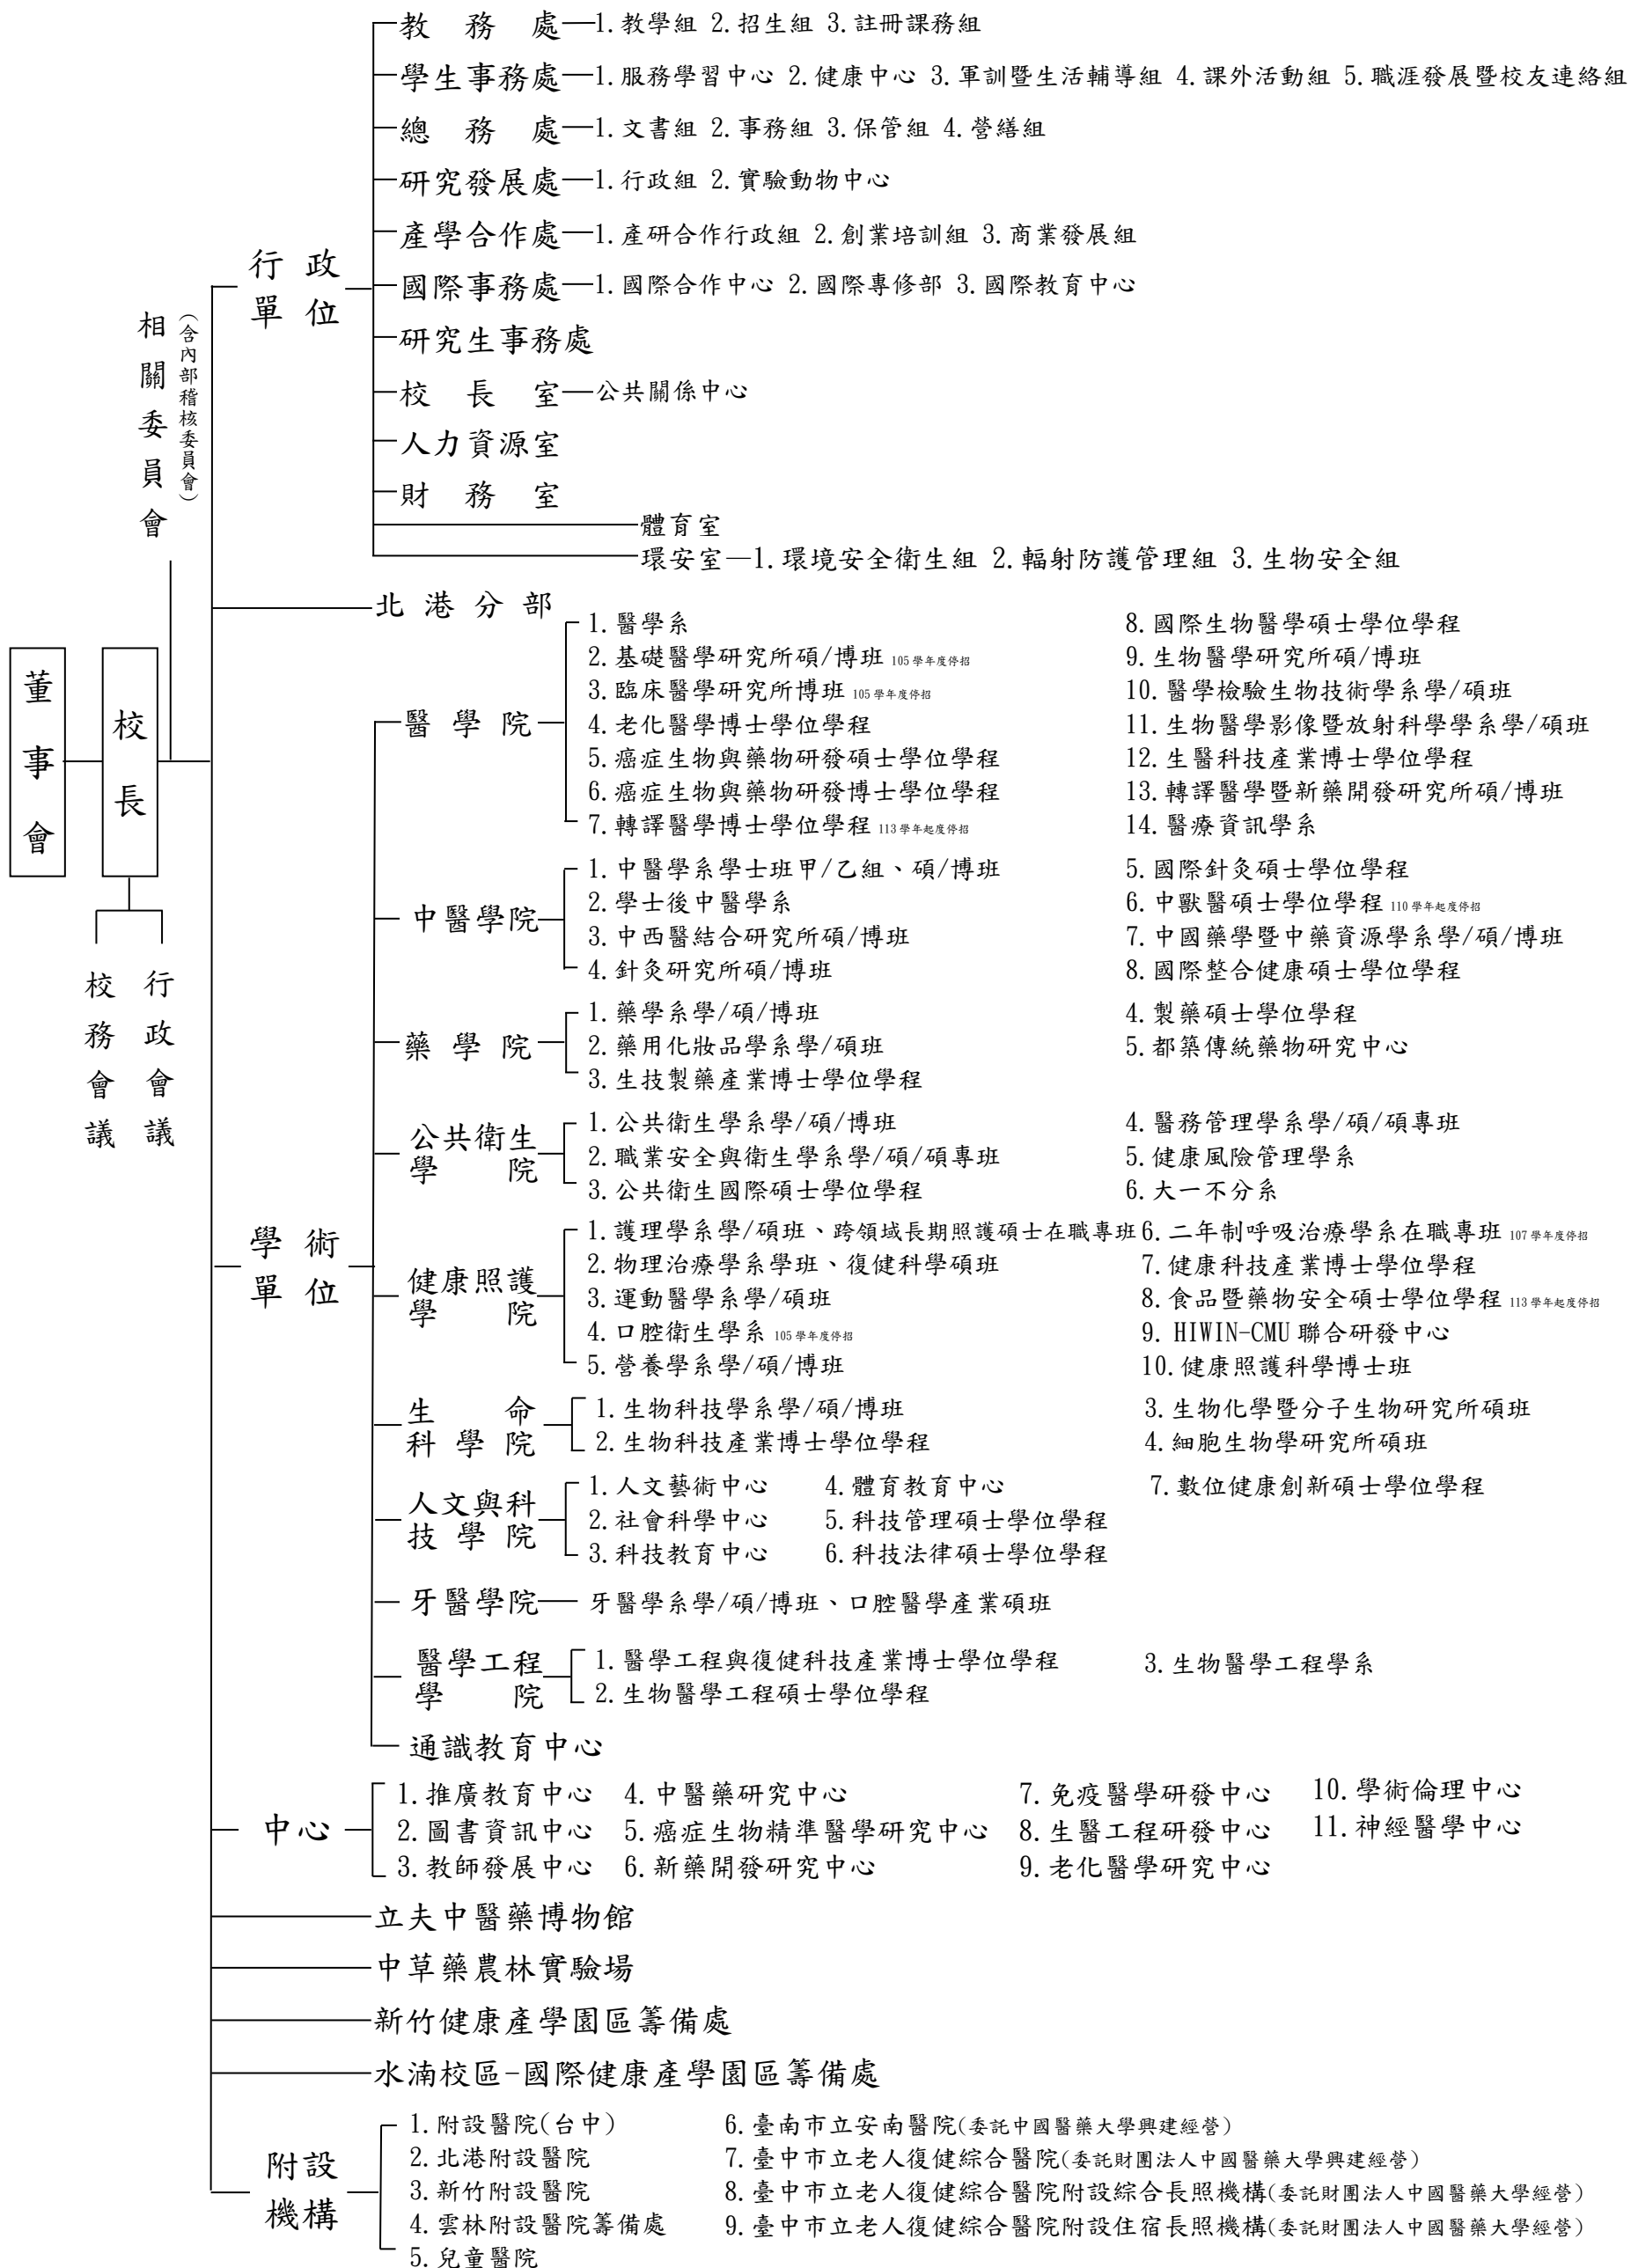 董事會
校長
相關委員會
(含內部稽核委員會)
校務會議
行政會議
行政單位
教務處 1.教學組 2.招生組 3.註冊課務組
學生事務處 1.服務學習中心 2.健康中心 3.軍訓暨生活輔導組 4.課外活動組 5.職涯發展暨校友連絡組
總務處 1.文書組 2.事務組 3.保管組 4.營繕組
研究發展處 1.行政組 2.實驗動物中心
產學合作處 1.產研合作行政組 2.創業培訓組 3.商業發展組
國際事務處 1.國際合作中心 2.國際專修部 3.國際教育中心
研究生事務處
校長室 公共關係中心
人力資源室
財務室
體育室
環安室 1.環境安全衛生組 2.輻射防護管理組 3.生物安全組
北港分部
學術單位
醫學院
1.醫學系
2.基礎醫學研究所碩/博班 105學年度停招
3.臨床醫學研究所博班 105學年度停招
4.老化醫學博士學位學程
5.癌症生物與藥物研發碩士學位學程
6.癌症生物與藥物研發博士學位學程
7.轉譯醫學博士學位學程 113學年起度停招
8.國際生物醫學碩士學位學程
9.生物醫學研究所碩/博班
10.醫學檢驗生物技術學系學/碩班
11.生物醫學影像暨放射科學學系學/碩班
12.生醫科技產業博士學位學程
13.轉譯醫學暨新藥開發研究所碩/博班
14.醫療資訊學系
中醫學院
1.中醫學系學士班甲/乙組、碩/博班
2.學士後中醫學系
3.中西醫結合研究所碩/博班
4.針灸研究所碩/博班
5.國際針灸碩士學位學程
6.中獸醫碩士學位學程 110學年起度停招
7.中國藥學暨中藥資源學系學/碩/博班
8.國際整合健康碩士學位學程
藥學院
1.藥學系學/碩/博班
2.藥用化妝品學系學/碩班
3.生技製藥產業博士學位學程
4.製藥碩士學位學程
5.都築傳統藥物研究中心
公共衛生學院
1.公共衛生學系學/碩/博班
2.職業安全與衛生學系學/碩/碩專班
3.公共衛生國際碩士學位學程
4.醫務管理學系學/碩/碩專班
5.健康風險管理學系
6.大一不分系
健康照護學院
1.護理學系學/碩班、跨領域長期照護碩士在職專班
2.物理治療學系學班、復健科學碩班
3.運動醫學系學/碩班
4.口腔衛生學系 105學年度停招
5.營養學系學/碩/博班
6.二年制呼吸治療學系在職專班 107學年度停招
7.健康科技產業博士學位學程
8.食品暨藥物安全碩士學位學程 113學年起度停招
9.HIWIN-CMU聯合研發中心
10.健康照護科學博士班
生命科學院
1.生物科技學系學/碩/博班
2.生物科技產業博士學位學程
3.生物化學暨分子生物研究所碩班
4.細胞生物學研究所碩班
人文與科技學院
1.人文藝術中心
2.社會科學中心
3.科技教育中心
4.體育教育中心
5.科技管理碩士學位學程
6.科技法律碩士學位學程
7.數位健康創新碩士學位學程
牙醫學院 牙醫學系學/碩/博班、口腔醫學產業碩班
醫學工程學院
1.醫學工程與復健科技產業博士學位學程
2.生物醫學工程碩士學位學程
3.生物醫學工程學系
通識教育中心
中心
1.推廣教育中心
2.圖書資訊中心
3.教師發展中心
4.中醫藥研究中心
5.癌症生物精準醫學研究中心
6.新藥開發研究中心
7.免疫醫學研發中心
8.生醫工程研發中心
9.老化醫學研究中心
10.學術倫理中心
11.神經醫學中心
立夫中醫藥博物館
中草藥農林實驗場
新竹健康產學園區籌備處
水湳校區-國際健康產學園區籌備處
附設機構
1.附設醫院(台中)
2.北港附設醫院
3.新竹附設醫院
4.雲林附設醫院籌備處
5.兒童醫院
6.臺南市立安南醫院(委託中國醫藥大學興建經營)
7.臺中市立老人復健綜合醫院(委託財團法人中國醫藥大學興建經營)
8.臺中市立老人復健綜合醫院附設綜合長照機構(委託財團法人中國醫藥大學經營)
9.臺中市立老人復健綜合醫院附設住宿長照機構(委託財團法人中國醫藥大學經營)